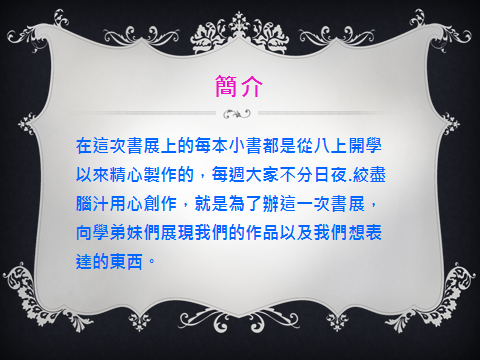 簡介
在這次書展上的每本小書都是從八上開學
以來精心製作的，每週大家不分日夜.絞盡
腦汁用心創作，就是為了辦這一次書展，
向學弟妹們展現我們的作品以及我們想表
達的東西。